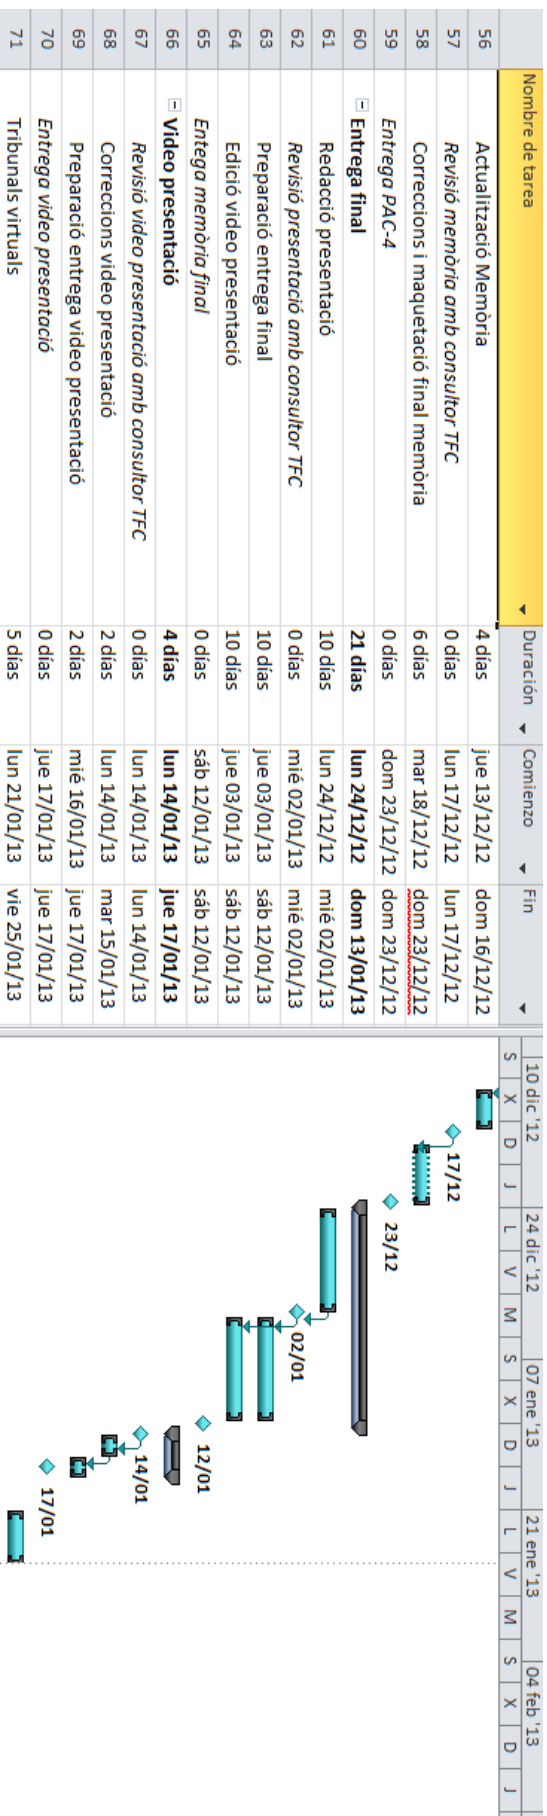 Nombre de tarea Duración Comienzo Fin
56 Actualització Memòria 4 días jue 13/12/12 dom 16/12/12
57 Revisió memòria amb consultor TFC 0 días lun 17/12/12 lun 17/12/12
58 Correccions i maquetació final memòria 6 días mar 18/12/12 dom 23/12/12
59 Entrega PAC-4 0 días dom 23/12/12 dom 23/12/12
60 Entrega final 21 días lun 24/12/12 dom 13/01/13
61 Redacció presentació 10 días lun 24/12/12 mié 02/01/13
62 Revisió presentació amb consultor TFC 0 días mié 02/01/13 mié 02/01/13
63 Preparació entrega final 10 días jue 03/01/13 sáb 12/01/13
64 Edició video presentació 10 días jue 03/01/13 sáb 12/01/13
65 Entega memòria final 0 días sáb 12/01/13 sáb 12/01/13
66 Video presentació 4 días lun 14/01/13 jue 17/01/13
67 Revisió video presentació amb consultor TFC 0 días lun 14/01/13 lun 14/01/13
68 Correccions video presentació 2 días lun 14/01/13 mar 15/01/13
69 Preparació entrega video presentació 2 días mié 16/01/13 jue 17/01/13
70 Entrega video presentació 0 días jue 17/01/13 jue 17/01/13
71 Tribunals virtuals 5 días lun 21/01/13 vie 25/01/13
10 dic '12 24 dic '12 07 ene '13 21 ene '13 04 feb '13
S X D J L V M S X D J L V M S X D J
17/12
23/12
02/01
12/01
14/01
17/01